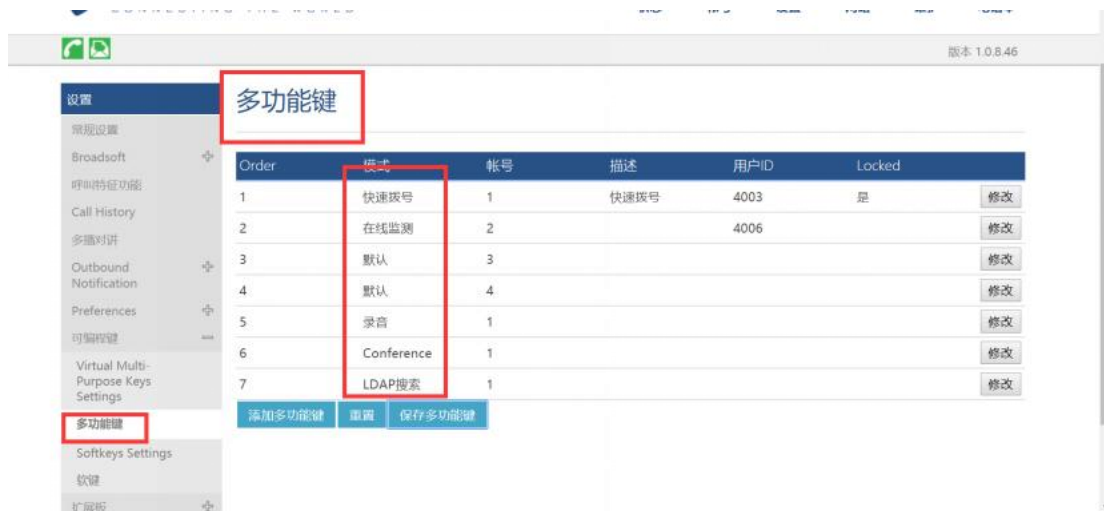 版本 1.0.8.46
设置
多功能键
常规设置
Broadsoft
呼叫特征功能
Call History
多播对讲
Outbound
Notification
Preferences
可编程键
Virtual Multi-
Purpose Keys
Settings
多功能键
Softkeys Settings
软键
扩展板
Order 模式 帐号 描述 用户ID Locked
1 快速拨号 1 快速拨号 4003 是 修改
2 在线监测 2 4006 修改
3 默认 3 修改
4 默认 4 修改
5 录音 1 修改
6 Conference 1 修改
7 LDAP搜索 1 修改
添加多功能键 重置 保存多功能键